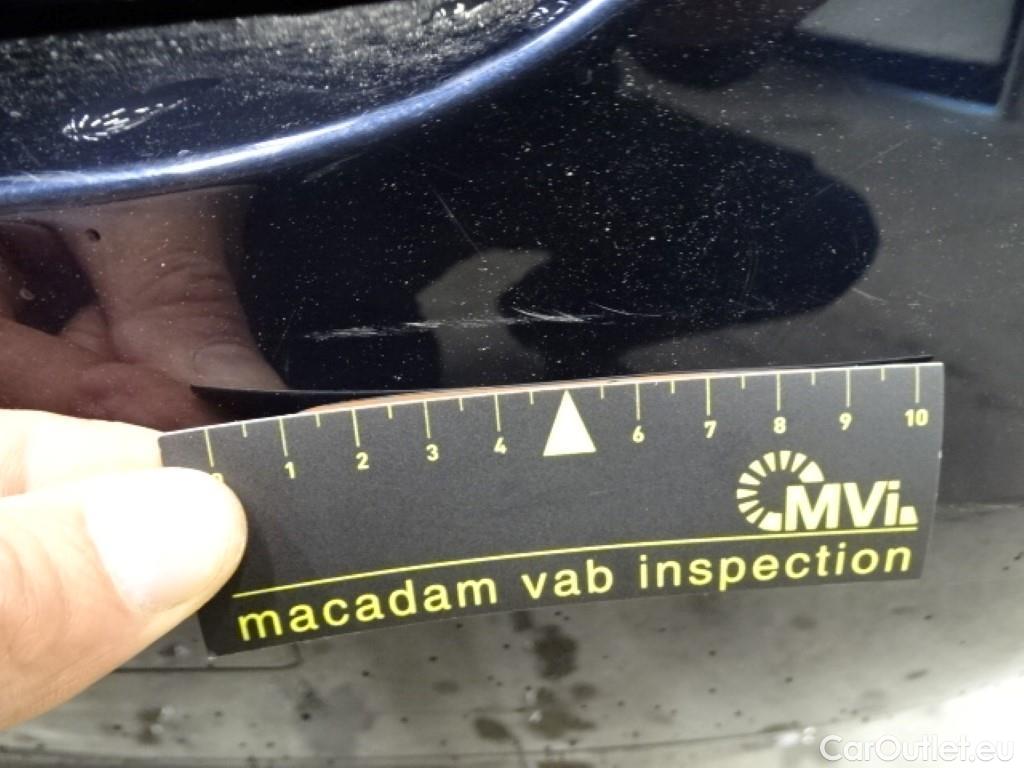 0 1 2 3 4 6 7 8 9 10
MVi
macadam vab inspection
CarOutlet.eu